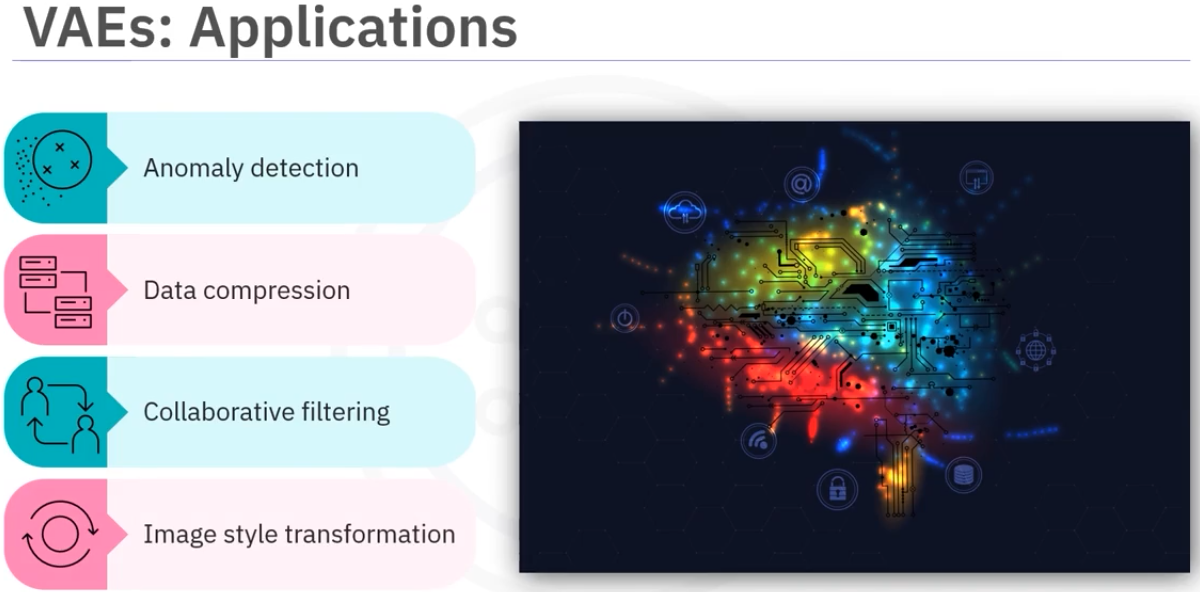 VAEs: Applications
Anomaly detection
Data compression
Collaborative filtering
Image style transformation
@